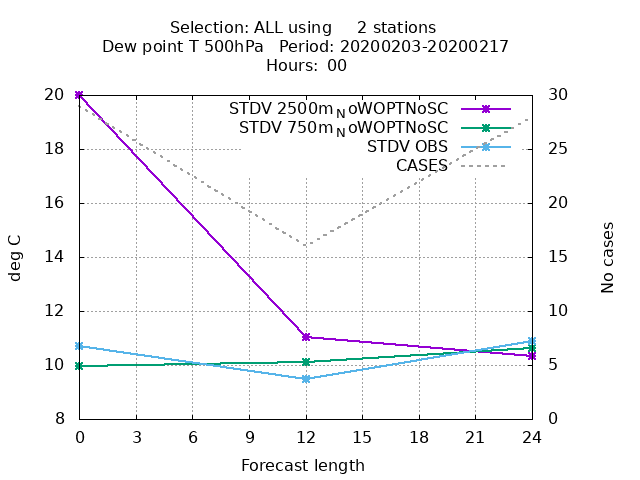 Selection: ALL using     2 stations
Dew point T 500hPa   Period: 20200203-20200217
Hours: 00
20
30
STDV 2500m_NoWOPTNoSC
STDV 750m_NoWOPTNoSC
STDV OBS
CASES
18
25
16
20
14
15
12
10
10
5
8
0
deg C
No cases
0 3 6 9 12 15 18 21 24
Forecast length